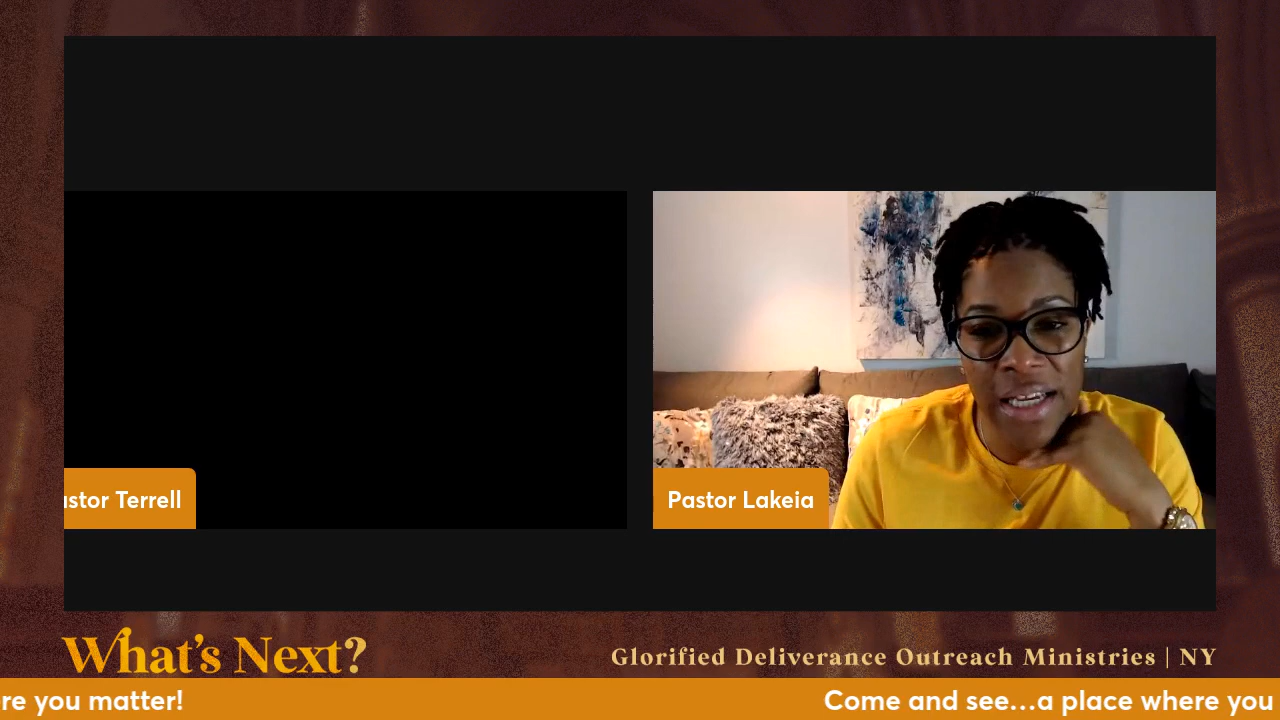 astor Terrell
Pastor Lakeia
What's Next?
Glorified Deliverance Outreach Ministries | NY
re you matter!
Come and see...a place where you